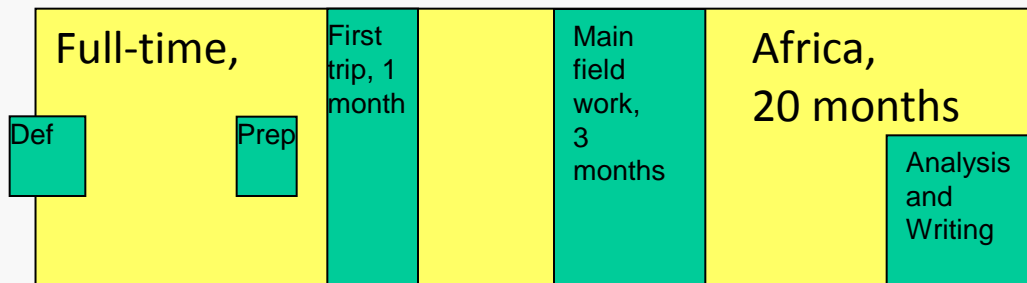 Full-time,
Def
Prep
First
trip, 1
month
Main
field
work,
3
months
Africa,
20 months
Analysis
and
Writing